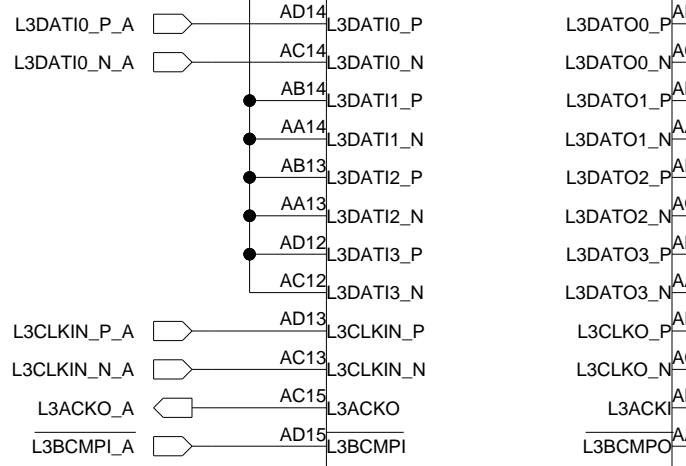 L3DATI0_P_A AD14 L3DATI0_P L3DATO0_P
L3DATI0_N_A AC14 L3DATI0_N L3DATO0_N
AB14 L3DATI1_P L3DATO1_P
AA14 L3DATI1_N L3DATO1_N
AB13 L3DATI2_P L3DATO2_P
AA13 L3DATI2_N L3DATO2_N
AD12 L3DATI3_P L3DATO3_P
AC12 L3DATI3_N L3DATO3_N
L3CLKIN_P_A AD13 L3CLKIN_P L3CLKO_P
L3CLKIN_N_A AC13 L3CLKIN_N L3CLKO_N
L3ACKO_A AC15 L3ACKO L3ACKI
L3BCMPI_A AD15 L3BCMPI L3BCMPO